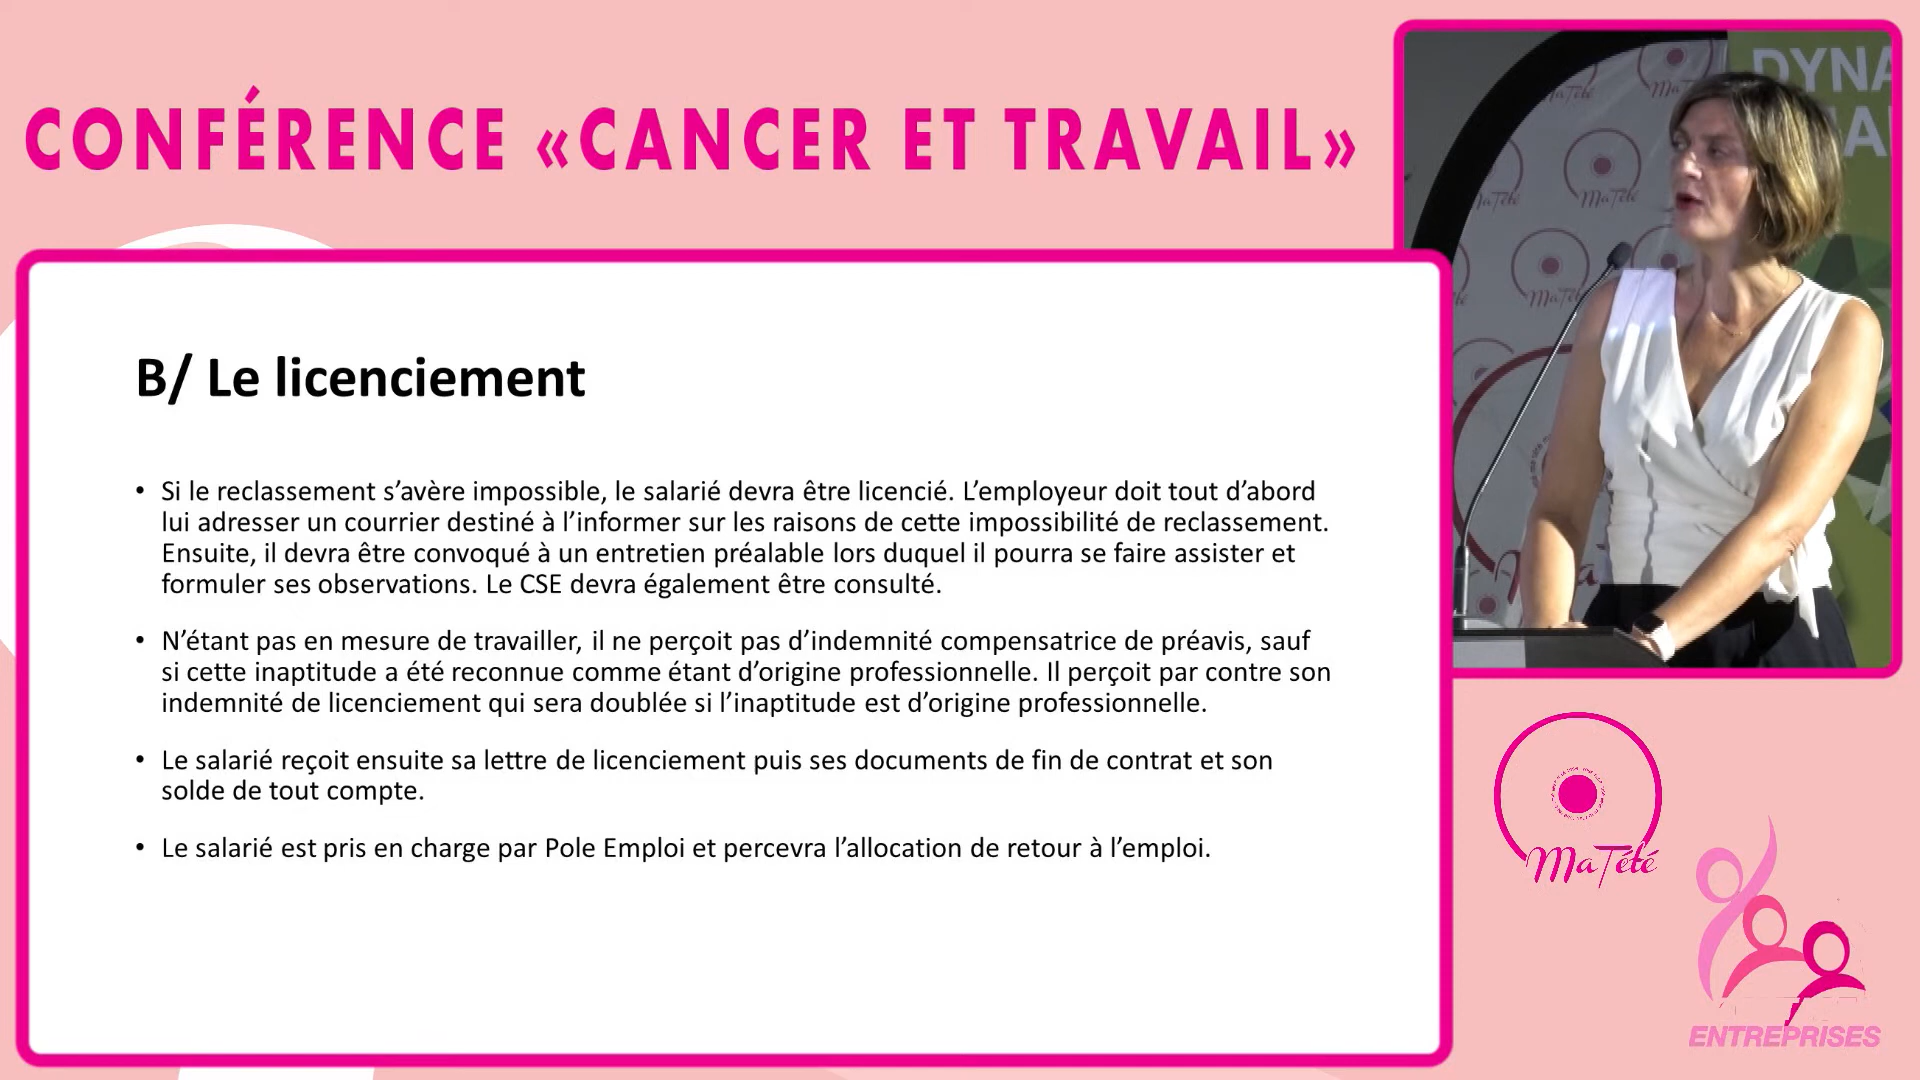 CONFÉRENCE «CANCER ET TRAVAIL»
B/ Le licenciement
• Si le reclassement s’avère impossible, le salarié devra être licencié. L’employeur doit tout d’abord
lui adresser un courrier destiné à l’informer sur les raisons de cette impossibilité de reclassement.
Ensuite, il devra être convoqué à un entretien préalable lors duquel il pourra se faire assister et
formuler ses observations. Le CSE devra également être consulté.
• N’étant pas en mesure de travailler, il ne perçoit pas d’indemnité compensatrice de préavis, sauf
si cette inaptitude a été reconnue comme étant d’origine professionnelle. Il perçoit par contre son
indemnité de licenciement qui sera doublée si l’inaptitude est d’origine professionnelle.
• Le salarié reçoit ensuite sa lettre de licenciement puis ses documents de fin de contrat et son
solde de tout compte.
• Le salarié est pris en charge par Pole Emploi et percevra l’allocation de retour à l’emploi.
DYNA
MaTété
MaTété
MaTété
ENTREPRISES